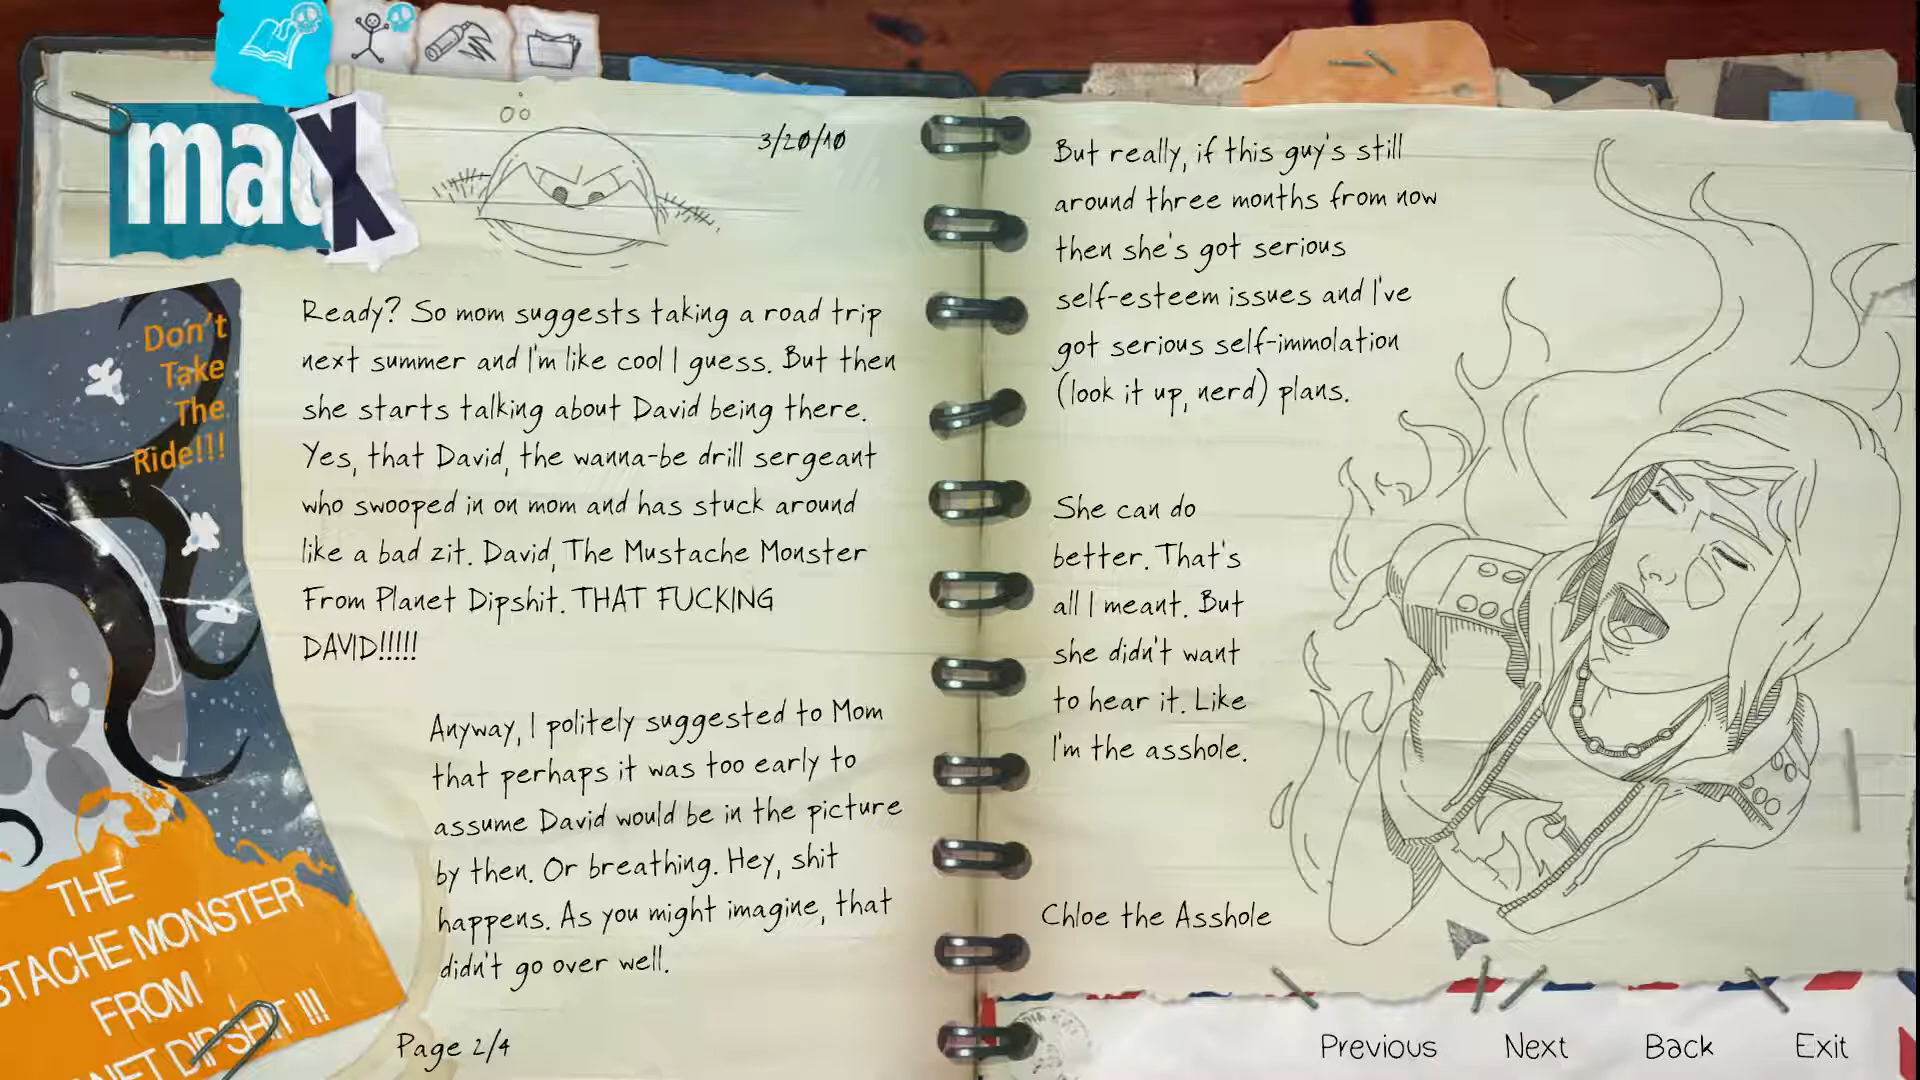 madX
3/20/10
Don't
Take
The
Ride!!!
Ready? So mom suggests taking a road trip
next summer and I'm like cool I guess. But then
she starts talking about David being there.
Yes, that David, the wanna-be drill sergeant
who swooped in on mom and has stuck around
like a bad zit. David, The Mustache Monster
From Planet Dipshit. THAT FUCKING
DAVID!!!!!
Anyway, I politely suggested to Mom
that perhaps it was too early to
assume David would be in the picture
by then. Or breathing. Hey, shit
happens. As you might imagine, that
didn't go over well.
THE
STACHE MONSTER
FROM
NET DIPSHIT !!!
Page 2/4
But really, if this guy's still
around three months from now
then she's got serious
self-esteem issues and I've
got serious self-immolation
(look it up, nerd) plans.
She can do
better. That's
all I meant. But
she didn't want
to hear it. Like
I'm the asshole.
Chloe the Asshole
Previous
Next
Back
Exit